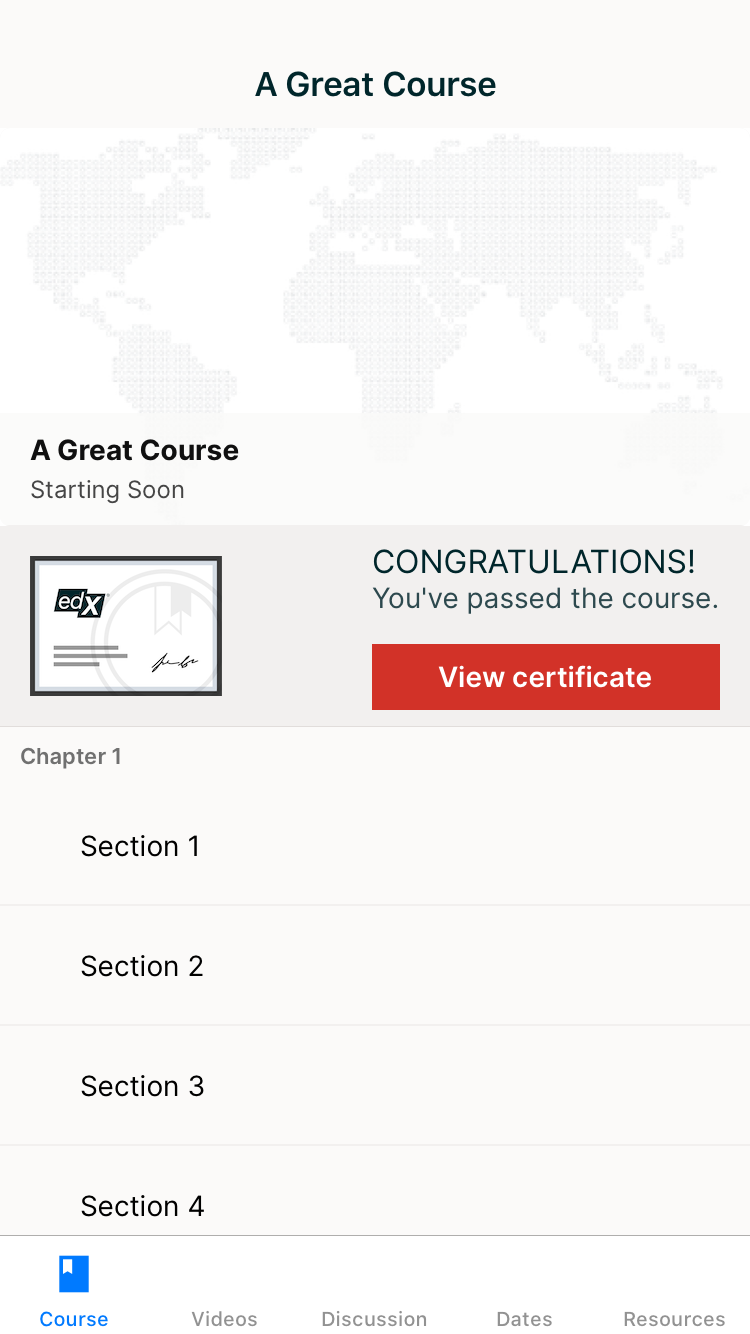 A Great Course
A Great Course
Starting Soon
edX
CONGRATULATIONS!
You've passed the course.
View certificate
Chapter 1
Section 1
Section 2
Section 3
Section 4
Course
Videos
Discussion
Dates
Resources